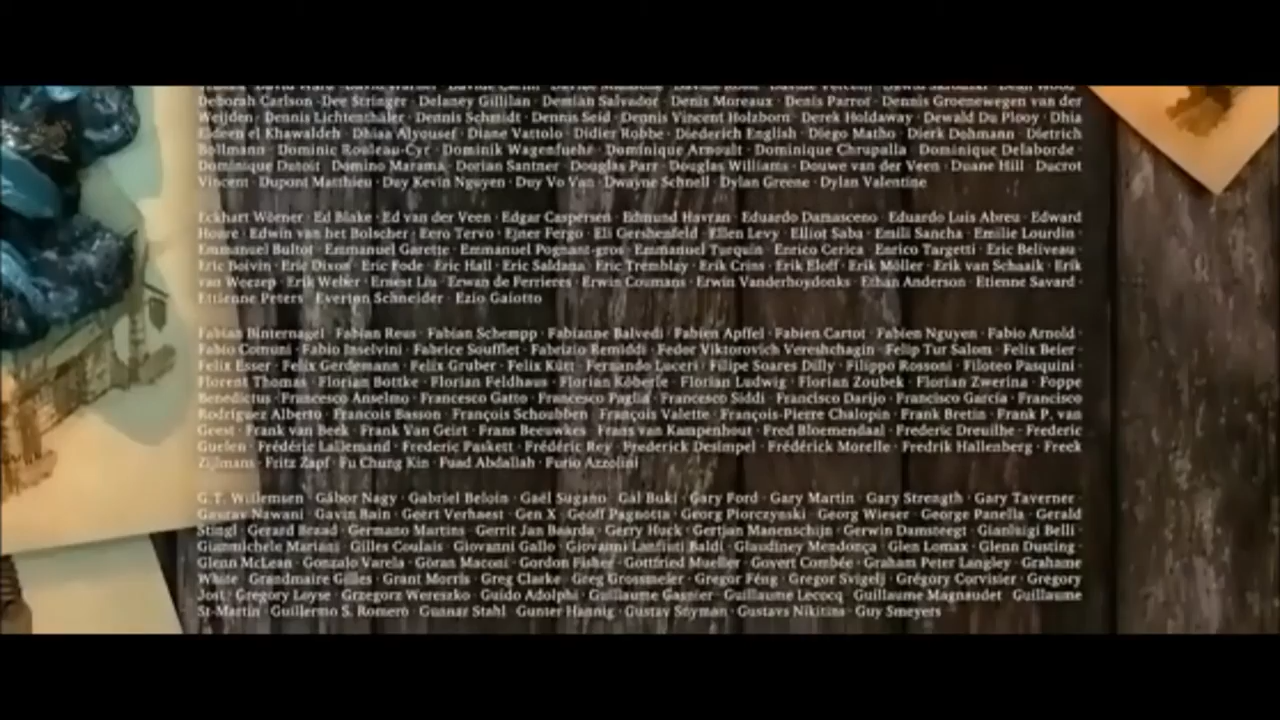 Deborah Carlson · Dee Stringer · Delaney Gillilan · Demian Salvador · Denis Moreaux · Denis Parrot · Dennis Groenewegen van der
Weijden · Dennis Lichtenthäler · Dennis Schmidt · Dennis Seid · Dennis Vincent Holzborn · Derek Holdaway · Dewald Du Plooy · Dhia
Eideen el Khawaldeh · Dhiaa Alyousef · Diane Vattolo · Didier Robbe · Diederich English · Diego Matho · Dierk Dohmann · Dietrich
Bollmann · Dominic Rouleau-Cyr · Dominik Wagenfuehr · Dominique Arnoult · Dominique Chrupalla · Dominique Delaborde ·
Dominique Dutoit · Domino Marama · Dorian Santner · Douglas Parr · Douglas Williams · Douwe van der Veen · Duane Hill · Ducrot
Vincent · Dupont Matthieu · Duy Kevin Nguyen · Duy Vo Van · Dwayne Schnell · Dylan Greene · Dylan Valentine
Eckhart Wörner · Ed Blake · Ed van der Veen · Edgar Caspersen · Edmund Havran · Eduardo Damasceno · Eduardo Luis Abreu · Edward
Hoare · Edwin van het Bolscher · Eero Tervo · Ejner Fergo · Eli Gershenfeld · Ellen Levy · Elliot Saba · Emili Sancha · Emilie Lourdin ·
Emmanuel Bultot · Emmanuel Garette · Emmanuel Pognant-gros · Emmanuel Turquin · Enrico Cerica · Enrico Targetti · Eric Beliveau ·
Eric Boivin · Eric Dixon · Eric Fode · Eric Hall · Eric Saldana · Eric Tremblay · Erik Crins · Erik Eloff · Erik Möller · Erik van Schaaik · Erik
van Weezep · Erik Weber · Ernest Liu · Erwan de Ferrieres · Erwin Coumans · Erwin Vanderhoydonks · Ethan Anderson · Etienne Savard ·
Ettienne Peters · Everton Schneider · Ezio Gaiotto
Fabian Binternagel · Fabian Reus · Fabian Schempp · Fabianne Balvedi · Fabien Apffel · Fabien Cartot · Fabien Nguyen · Fabio Arnold ·
Fabio Comuni · Fabio Inselvini · Fabrice Soufflet · Fabrizio Remiddi · Fedor Viktorovich Vereshchagin · Felip Tur Salom · Felix Beier ·
Felix Esser · Felix Gerdemann · Felix Gruber · Felix Kütt · Fernando Luceri · Filipe Soares Dilly · Filippo Rossoni · Filoteo Pasquini ·
Florent Thomas · Florian Bottke · Florian Feldhaus · Florian Köberle · Florian Ludwig · Florian Zoubek · Florian Zwerina · Foppe
Benedictus · Francesco Anselmo · Francesco Gatto · Francesco Paglia · Francesco Siddi · Francisco Darijo · Francisco García · Francisco
Rodriguez Alberto · Francois Basson · François Schoubben · François Valette · François-Pierre Chalopin · Frank Bretin · Frank P. van
Geest · Frank van Beek · Frank Van Geirt · Frans Beeuwkes · Frans van Kampenhout · Fred Bloemendaal · Frederic Dreuilhe · Frederic
Guelen · Frédéric Lallemand · Frederic Paskett · Frédéric Rey · Frederick Desimpel · Frédérick Morelle · Fredrik Hallenberg · Freek
Zijlmans · Fritz Zapf · Fu Chung Kin · Fuad Abdallah · Furio Azzolini
G.T. Willemsen · Gábor Nagy · Gabriel Beloin · Gaël Sugano · Gal Buki · Gary Ford · Gary Martin · Gary Strength · Gary Taverner ·
Gaurav Nawani · Gavin Bain · Geert Verhaest · Gen X · Geoff Pagnotta · Georg Piorczynski · Georg Wieser · George Panella · Gerald
Stingl · Gerard Braad · Germano Martins · Gerrit Jan Baarda · Gerry Huck · Gertjan Manenschijn · Gerwin Damsteegt · Gianluigi Belli ·
Gianmichele Mariani · Gilles Coulais · Giovanni Gallo · Giovanni Lanfisti Baldi · Glaudiney Mendonça · Glen Lomax · Glenn Dusting ·
Glenn McLean · Gonzalo Varela · Göran Maconi · Gordon Fisher · Gottfried Mueller · Govert Combée · Graham Peter Langley · Grahame
White · Grandmaire Gilles · Grant Morris · Greg Clarke · Greg Grossmeier · Gregor Féng · Gregor Svigelj · Grégory Corvisier · Gregory
Jost · Gregory Loyse · Grzegorz Wereszko · Guido Adolphi · Guillaume Gasnier · Guillaume Lecocq · Guillaume Magnaudet · Guillaume
St-Martin · Guillermo S. Romero · Gunnar Stahl · Gunter Hannig · Gustav Snyman · Gustavs Nikitins · Guy Smeyers